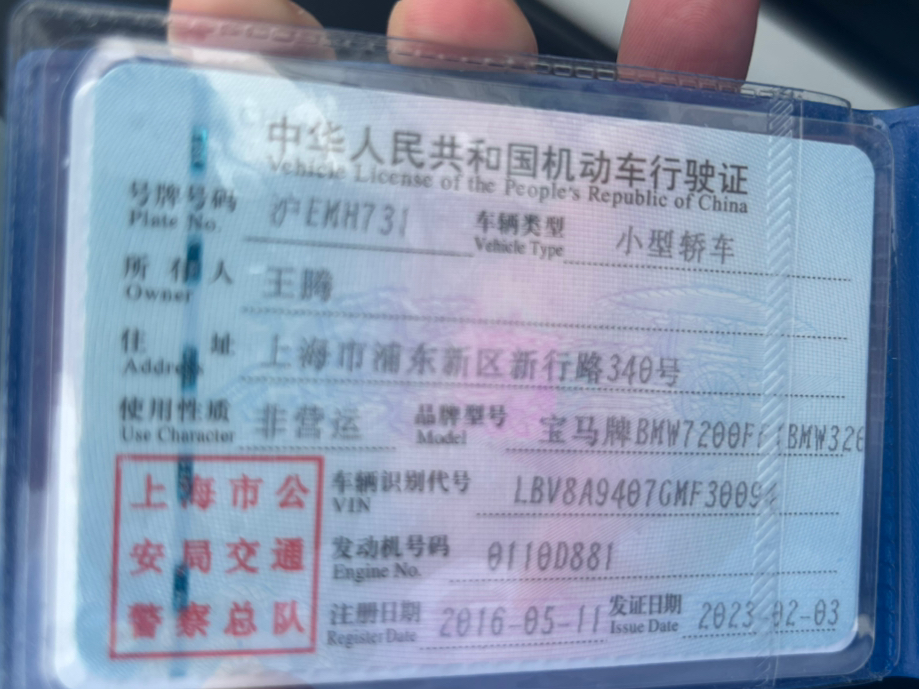 中华人民共和国机动车行驶证
Vehicle License of the People's Republic of China
号牌号码 沪EMH731 车辆类型 小型轿车
Plate No. Vehicle Type
所有人 王腾
Owner
住址 上海市浦东新区新行路340号
Address
使用性质 非营运 品牌型号 宝马牌BMW7200F
Use Character Model
上海市公 车辆识别代号 LBV8A9407GMF30094
VIN
安局交通 发动机号码 0110D881
Engine No.
警察总队 注册日期 2016-05-11 发证日期 2023-02-03
Register Date Issue Date